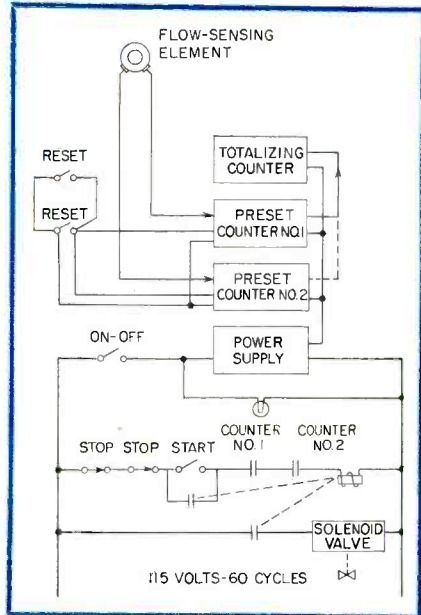 FLOW-SENSING
ELEMENT
RESET
TOTALIZING
COUNTER
RESET
PRESET
COUNTER NO.1
PRESET
COUNTER NO.2
ON-OFF
POWER
SUPPLY
STOP STOP START
COUNTER
NO. 1
COUNTER
NO. 2
SOLENOID
VALVE
115 VOLTS-60 CYCLES